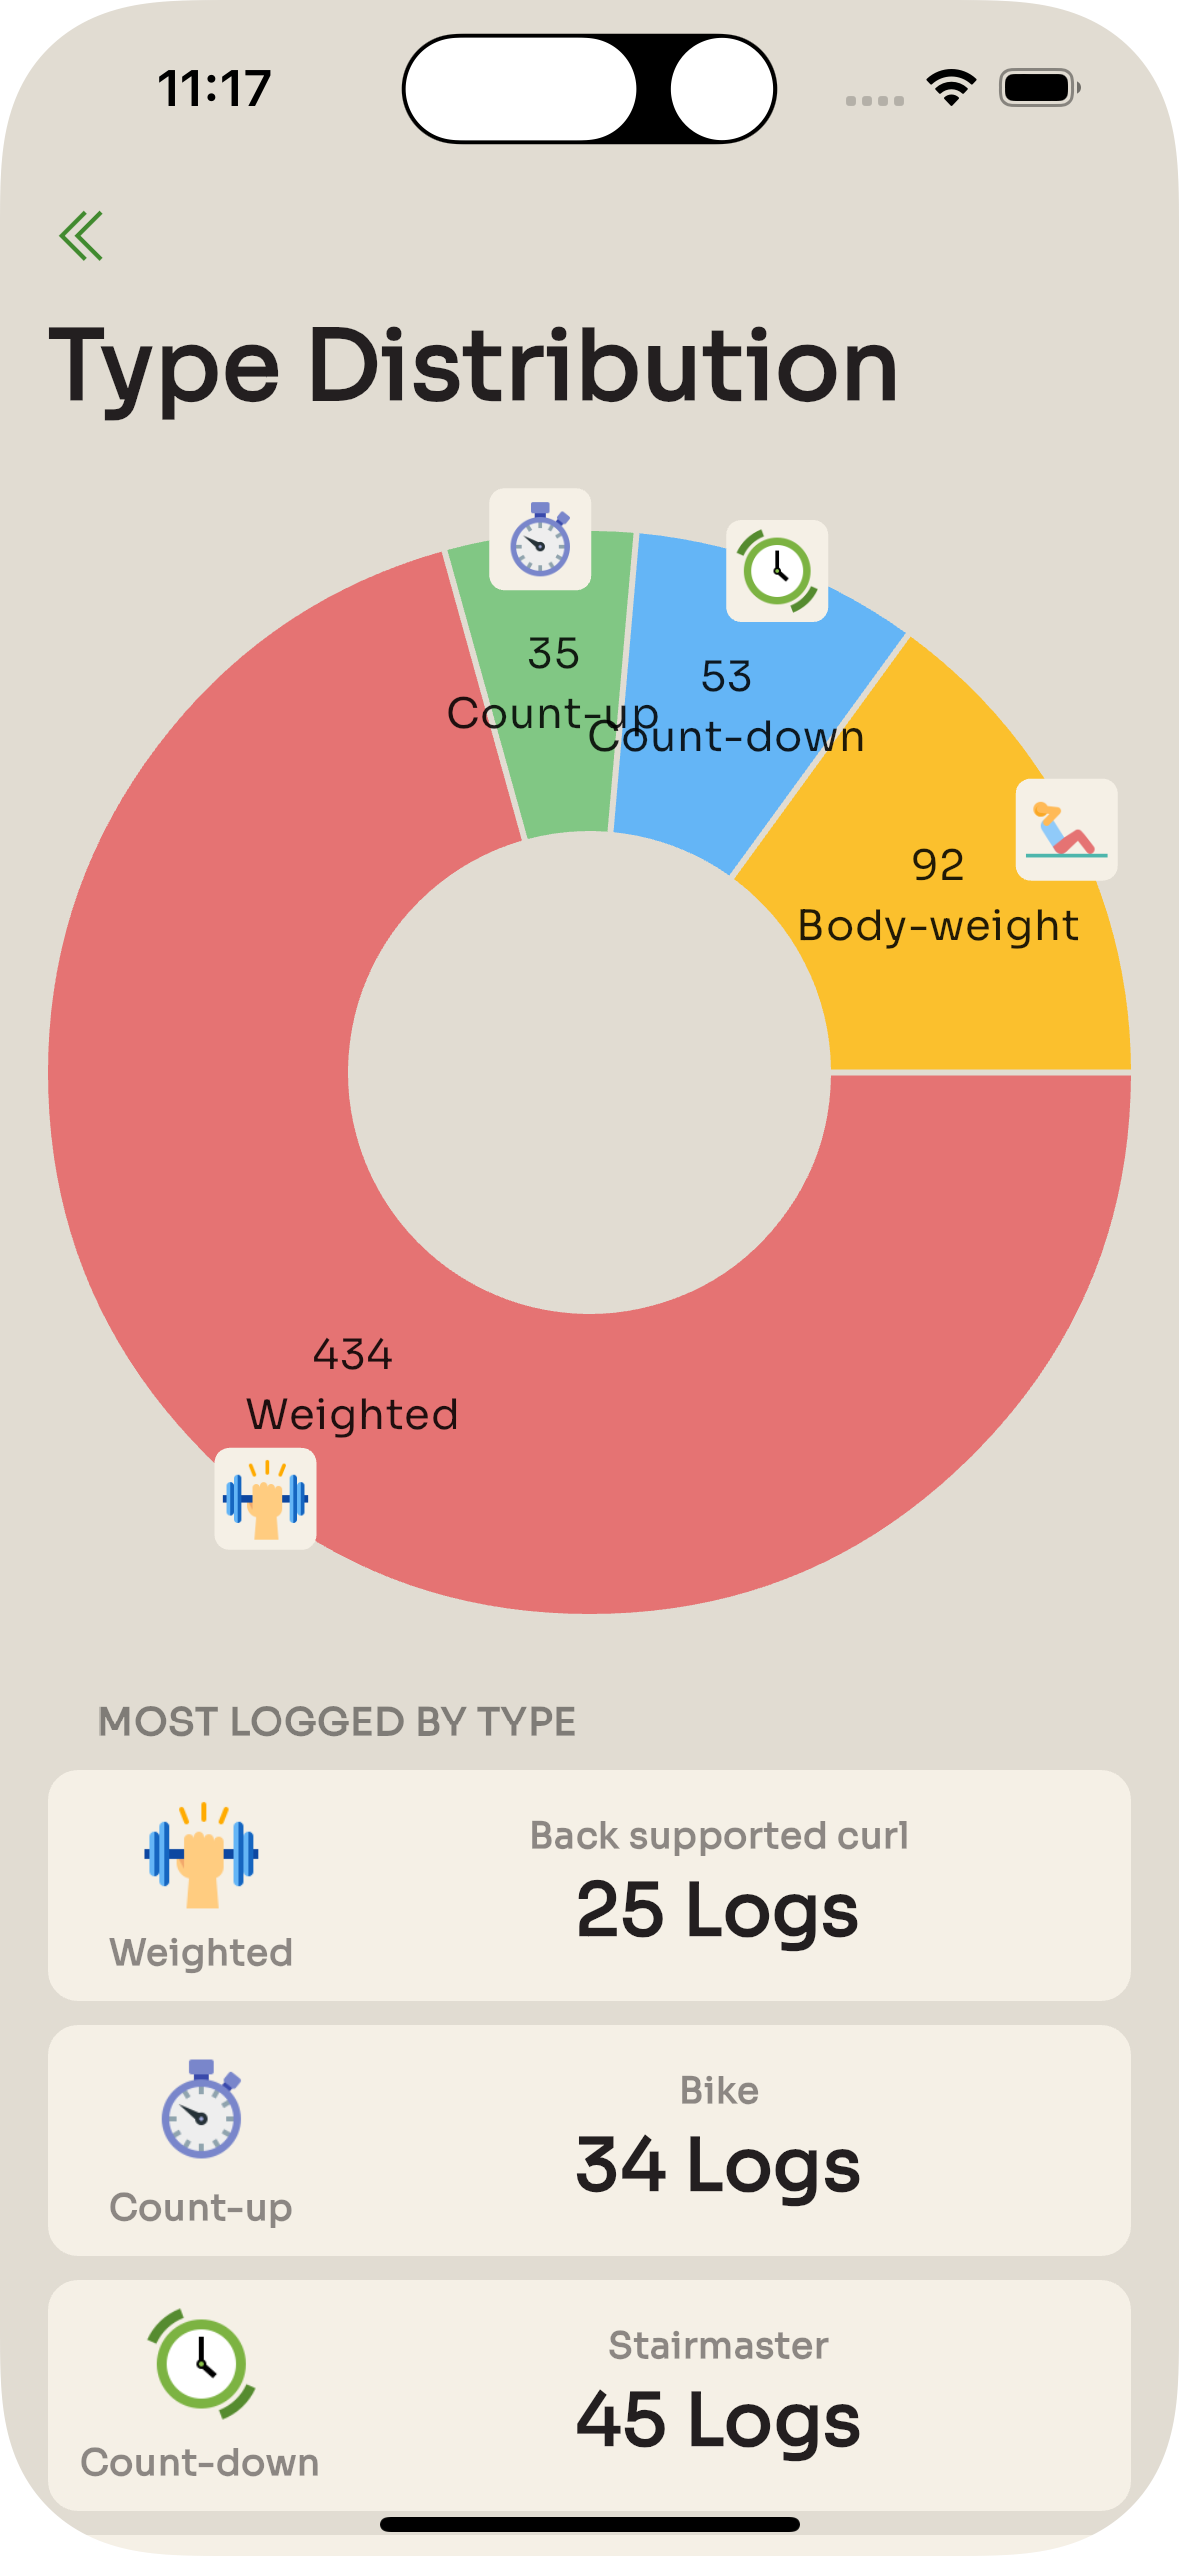 11:17
Type Distribution
35
Count-up
53
Count-down
92
Body-weight
434
Weighted
MOST LOGGED BY TYPE
Back supported curl
25 Logs
Weighted
Bike
34 Logs
Count-up
Stairmaster
45 Logs
Count-down